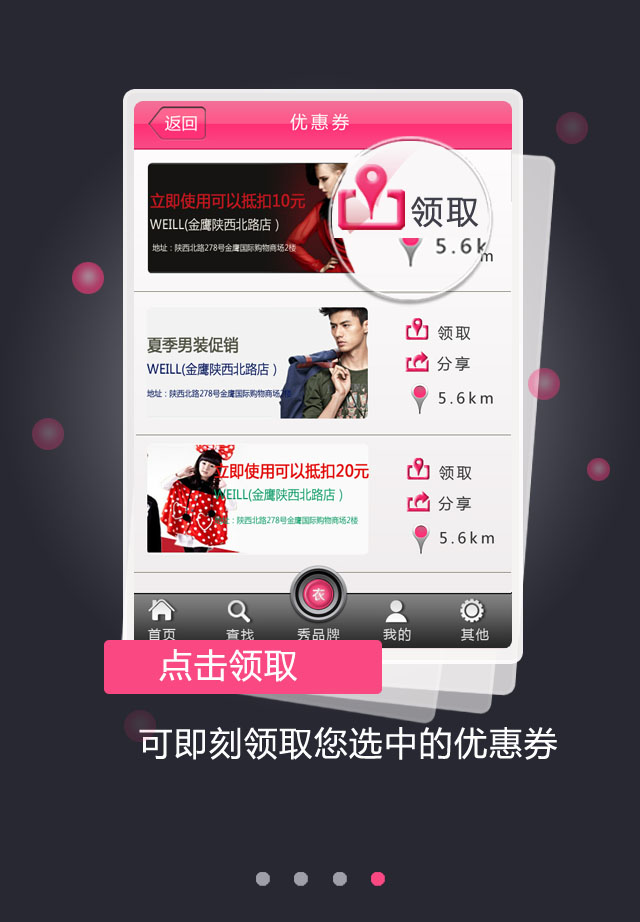 返回
优惠券
立即使用可以抵扣10元
WEILL(金鹰陕西北路店）
地址：陕西北路278号金鹰国际购物商场2楼
领取
5.6km
夏季男装促销
WEILL(金鹰陕西北路店）
地址：陕西北路278号金鹰国际购物商场2楼
领取
分享
5.6km
立即使用可以抵扣20元
WEILL(金鹰陕西北路店）
地址：陕西北路278号金鹰国际购物商场2楼
领取
分享
5.6km
衣
首页
查找
秀品牌
我的
其他
点击领取
可即刻领取您选中的优惠券